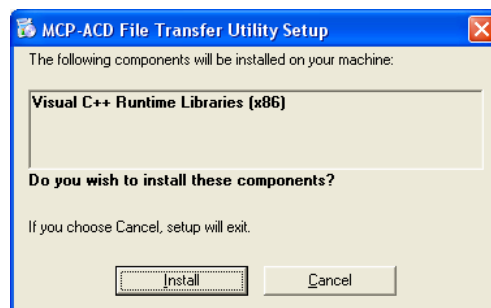 MCP-ACD File Transfer Utility Setup
The following components will be installed on your machine:
Visual C++ Runtime Libraries (x86)
Do you wish to install these components?
If you choose Cancel, setup will exit.
Install
Cancel